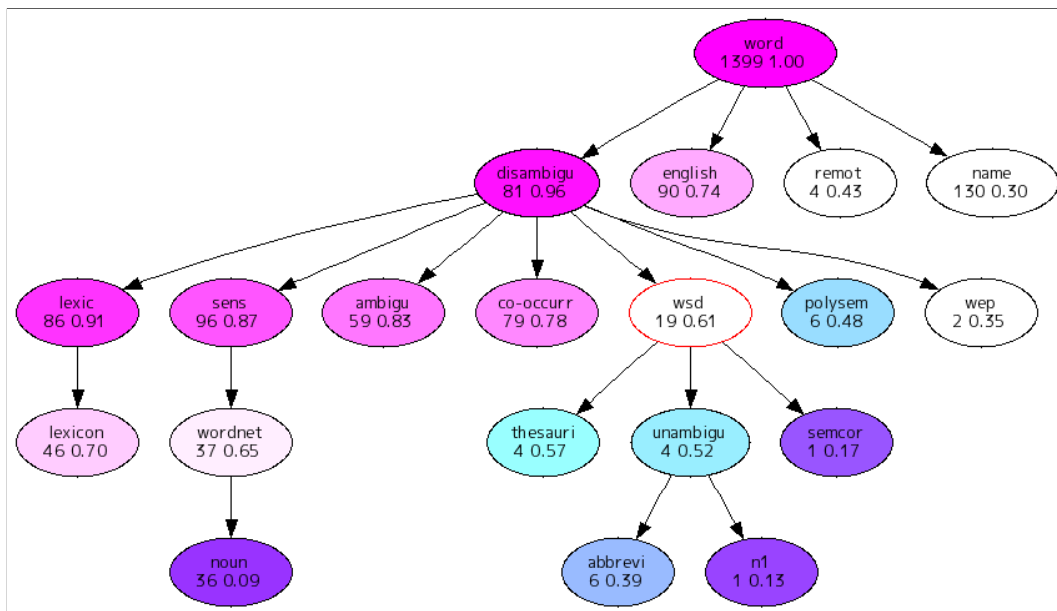 word
1399 1.00
disambigu
81 0.96
english
90 0.74
remot
4 0.43
name
130 0.30
lexic
86 0.91
sens
96 0.87
ambigu
59 0.83
co-occurr
79 0.78
wsd
19 0.61
polysem
6 0.48
wep
2 0.35
lexicon
46 0.70
wordnet
37 0.65
thesauri
4 0.57
unambigu
4 0.52
semcor
1 0.17
noun
36 0.09
abbrevi
6 0.39
n1
1 0.13